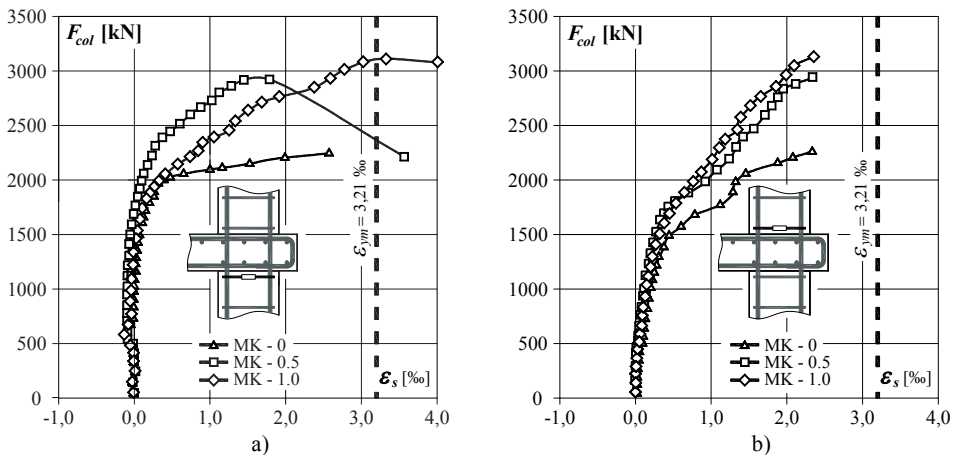 3500
3000
2500
2000
1500
1000
500
0
F_col [kN]
ε_ym = 3,21 ‰
MK - 0
MK - 0.5
MK - 1.0
ε_s [‰]
-1,0 0,0 1,0 2,0 3,0 4,0
a)
3500
3000
2500
2000
1500
1000
500
0
F_col [kN]
ε_ym = 3,21 ‰
MK - 0
MK - 0.5
MK - 1.0
ε_s [‰]
-1,0 0,0 1,0 2,0 3,0 4,0
b)